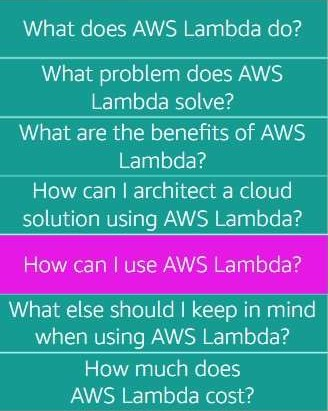 What does AWS Lambda do?
What problem does AWS
Lambda solve?
What are the benefits of AWS
Lambda?
How can I architect a cloud
solution using AWS Lambda?
How can I use AWS Lambda?
What else should I keep in mind
when using AWS Lambda?
How much does
AWS Lambda cost?